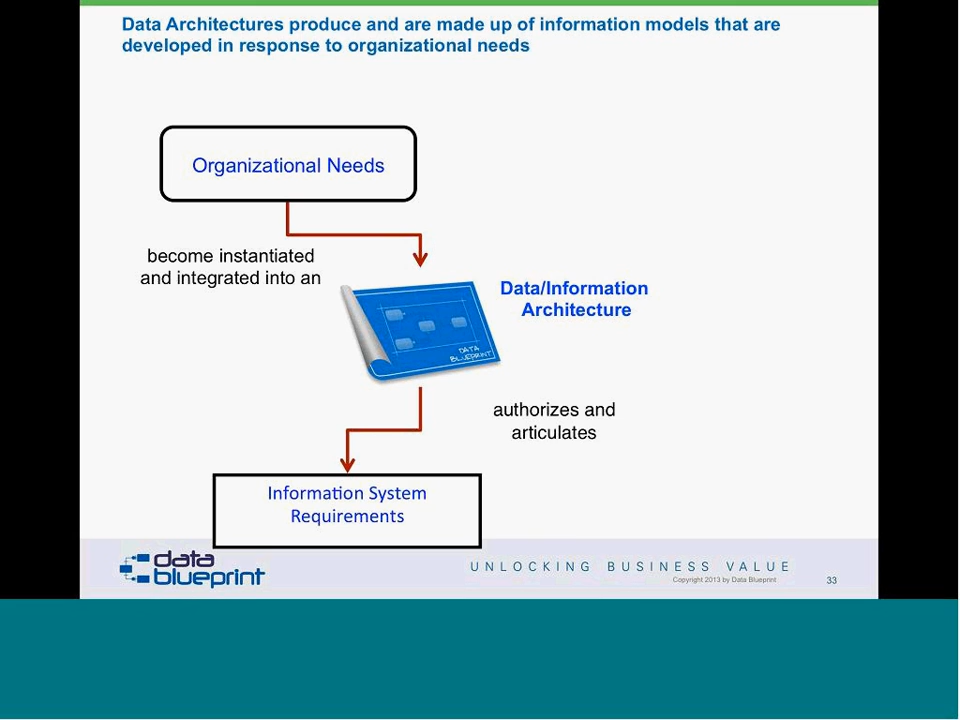 Data Architectures produce and are made up of information models that are
developed in response to organizational needs
Organizational Needs
become instantiated
and integrated into an
Data/Information
Architecture
DATA
BLUEPRINT
authorizes and
articulates
Information System
Requirements
data
blueprint
UNLOCKING BUSINESS VALUE
Copyright 2013 by Data Blueprint
33